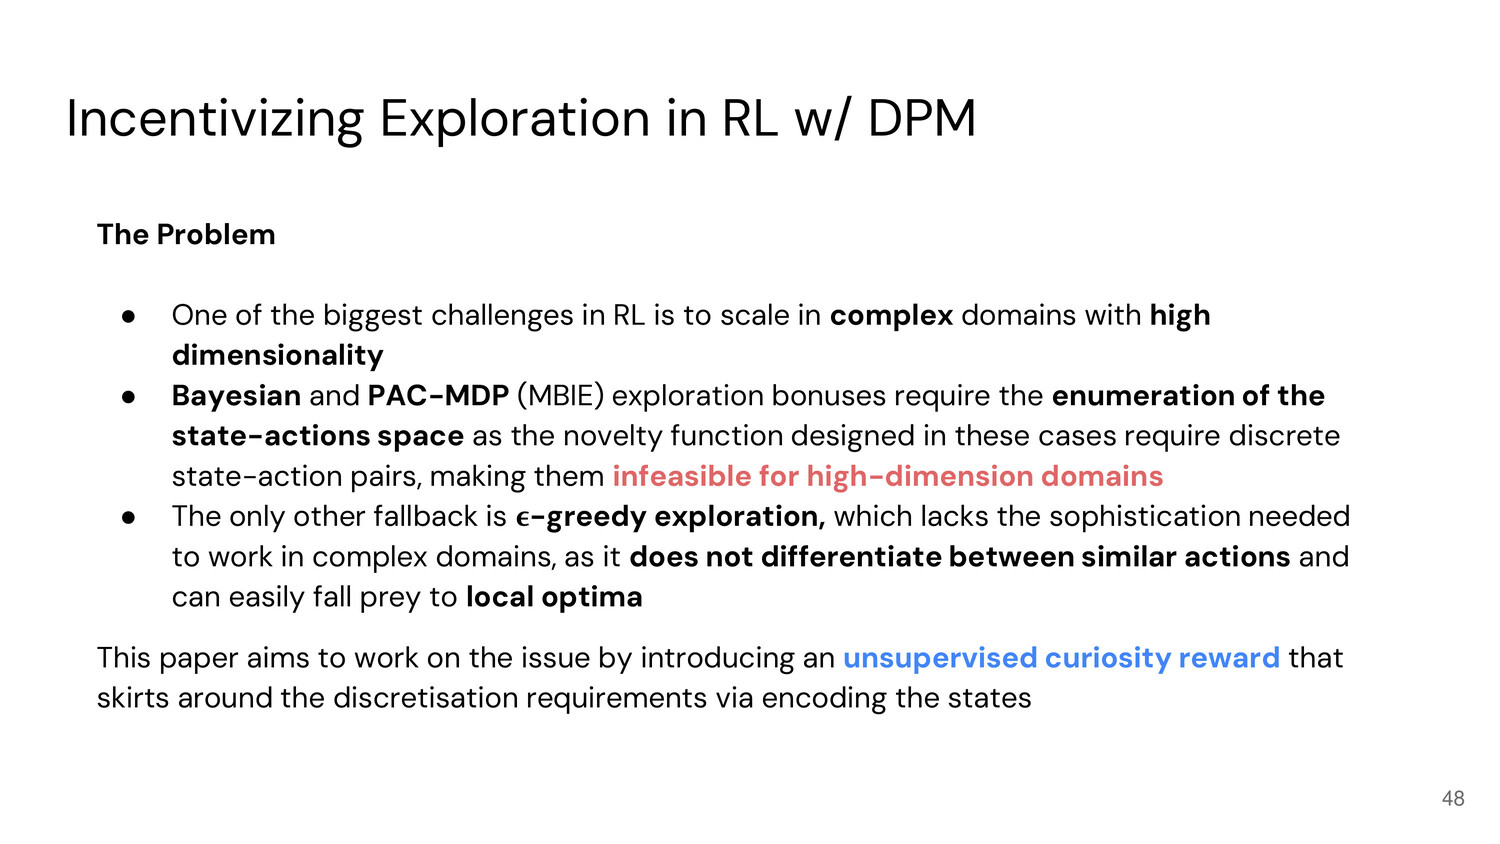 Incentivizing Exploration in RL w/ DPM
The Problem
● One of the biggest challenges in RL is to scale in complex domains with high
dimensionality
● Bayesian and PAC-MDP (MBIE) exploration bonuses require the enumeration of the
state-actions space as the novelty function designed in these cases require discrete
state-action pairs, making them infeasible for high-dimension domains
● The only other fallback is ϵ-greedy exploration, which lacks the sophistication needed
to work in complex domains, as it does not differentiate between similar actions and
can easily fall prey to local optima
This paper aims to work on the issue by introducing an unsupervised curiosity reward that
skirts around the discretisation requirements via encoding the states
48